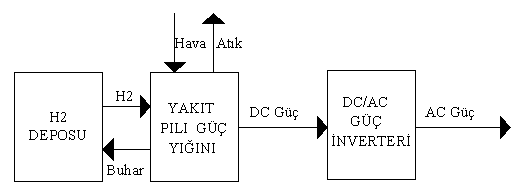 Hava Atık
H2
DEPOSU
H2
Buhar
YAKIT
PILI GÜÇ
YIĞINI
DC Güç
DC/AC
GÜÇ
İNVERTERİ
AC Güç